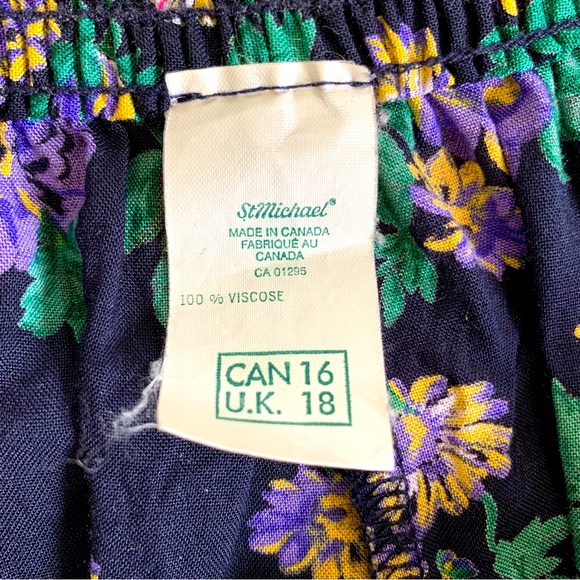 StMichael®
MADE IN CANADA
FABRIQUÉ AU
CANADA
CA 01295
100 % VISCOSE
CAN 16
U.K. 18